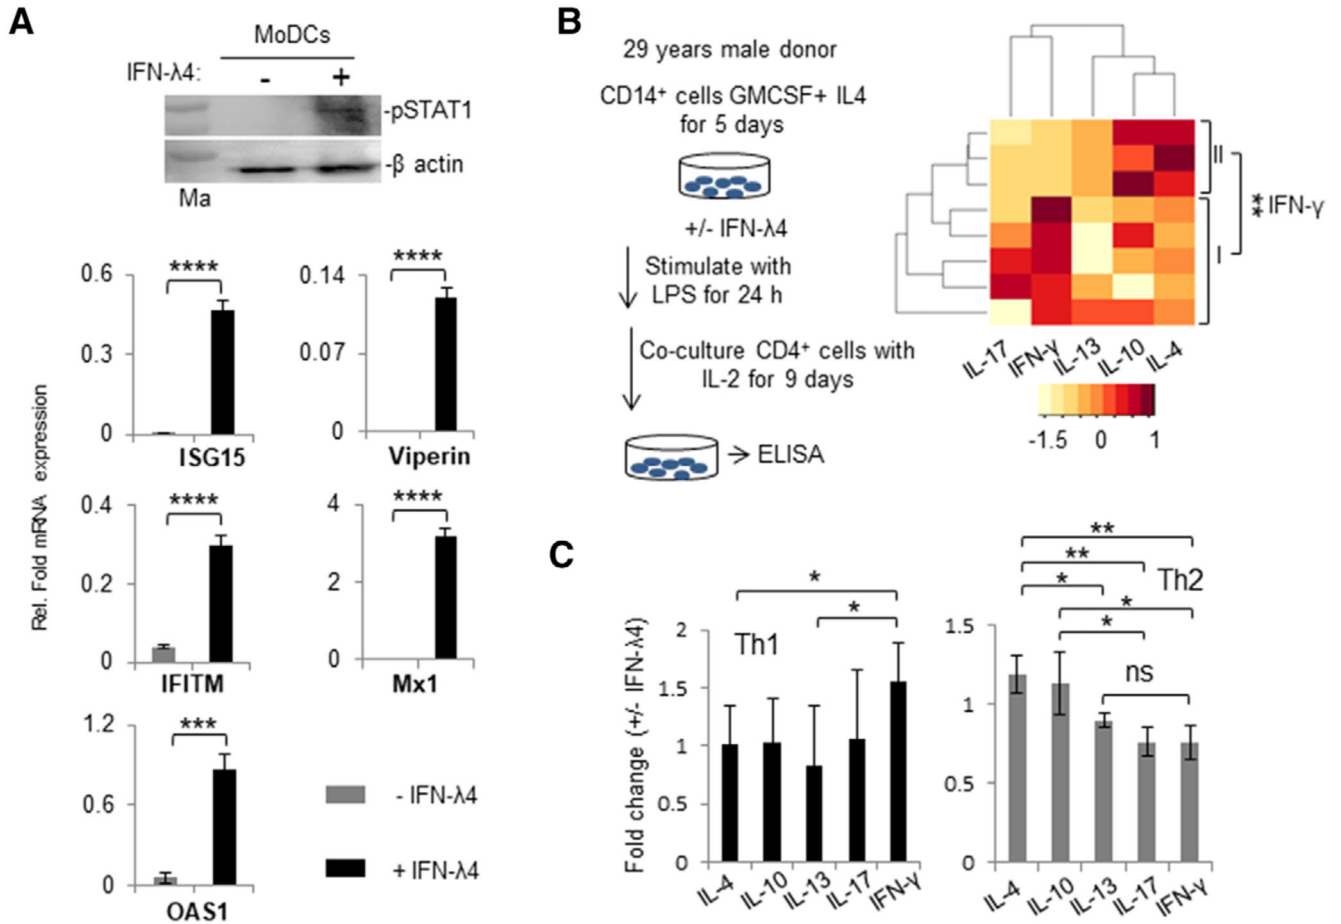 A
MoDCs
IFN-λ4: - +
-pSTAT1
-β actin
Ma
Rel. Fold mRNA expression
0.6
0.3
0
****
ISG15
0.14
0.07
0
****
Viperin
0.4
0.2
0
****
IFITM
4
2
0
****
Mx1
1.2
0.6
0
***
OAS1
- IFN-λ4
+ IFN-λ4
B
29 years male donor
CD14+ cells GMCSF+ IL4
for 5 days
+/- IFN-λ4
Stimulate with
LPS for 24 h
Co-culture CD4+ cells with
IL-2 for 9 days
ELISA
II
I
** IFN-γ
IL-17 IFN-γ IL-13 IL-10 IL-4
-1.5 0 1
C
Fold change (+/- IFN-λ4)
Th1
2
1.5
1
0.5
0
*
*
IL-4 IL-10 IL-13 IL-17 IFN-γ
Th2
1.5
1
0.5
0
**
**
*
*
*
ns
IL-4 IL-10 IL-13 IL-17 IFN-γ